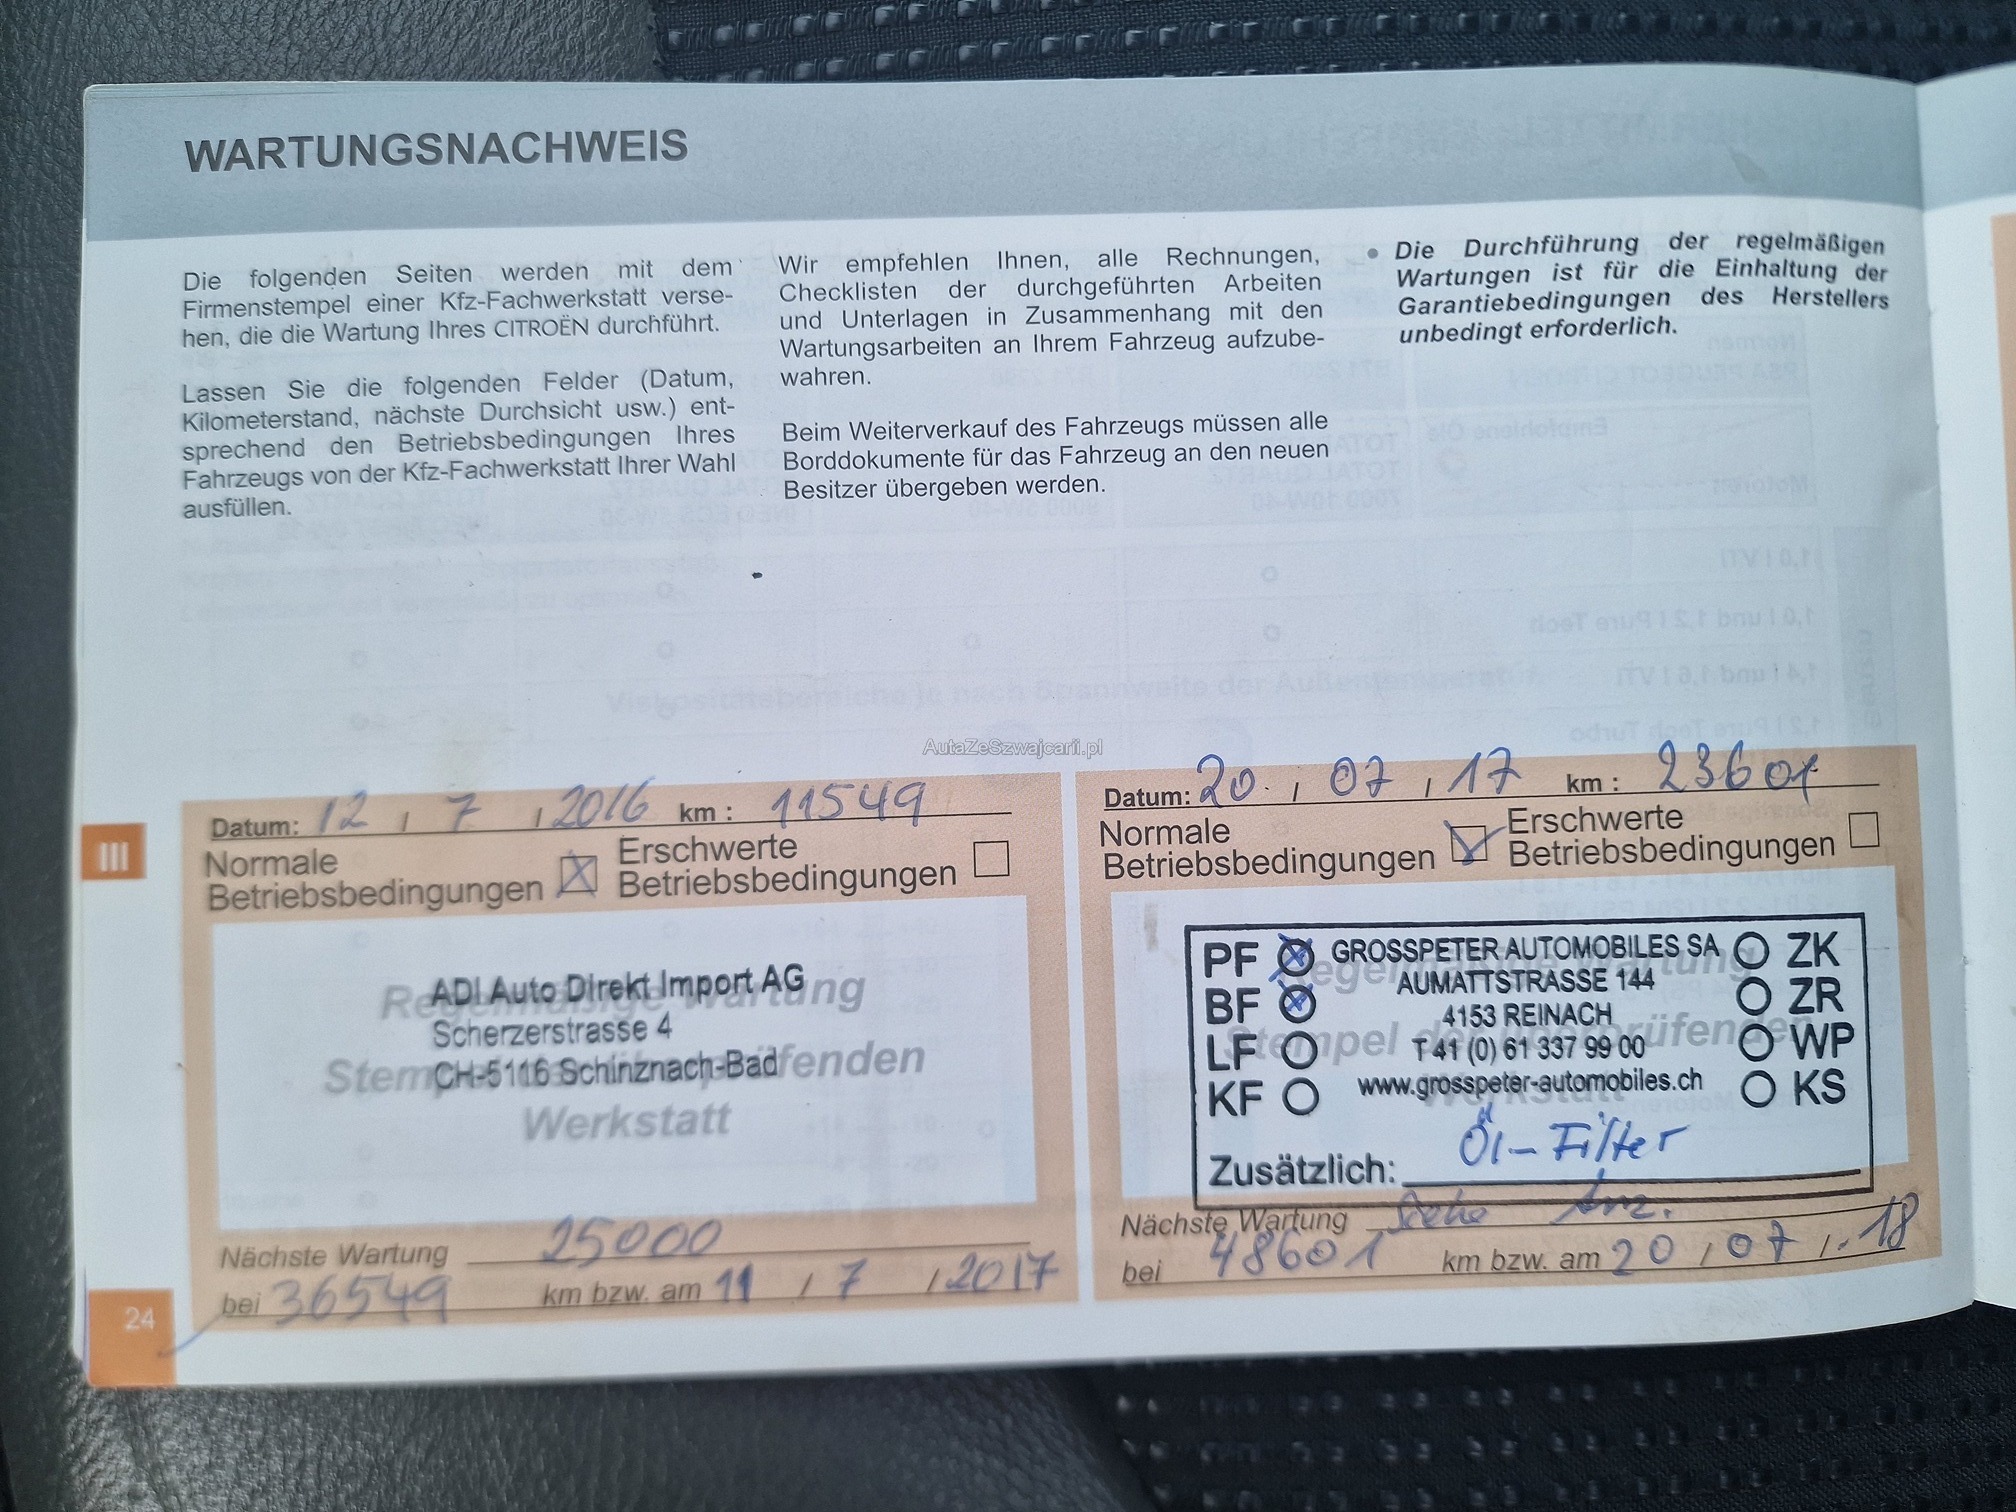 WARTUNGSNACHWEIS
Die folgenden Seiten werden mit dem
Firmenstempel einer Kfz-Fachwerkstatt verse-
hen, die die Wartung Ihres CITROËN durchführt.
Lassen Sie die folgenden Felder (Datum,
Kilometerstand, nächste Durchsicht usw.) ent-
sprechend den Betriebsbedingungen Ihres
Fahrzeugs von der Kfz-Fachwerkstatt Ihrer Wahl
ausfüllen.
Wir empfehlen Ihnen, alle Rechnungen,
Checklisten der durchgeführten Arbeiten
und Unterlagen in Zusammenhang mit den
Wartungsarbeiten an Ihrem Fahrzeug aufzube-
wahren.
Beim Weiterverkauf des Fahrzeugs müssen alle
Borddokumente für das Fahrzeug an den neuen
Besitzer übergeben werden.
• Die Durchführung der regelmäßigen
Wartungen ist für die Einhaltung der
Garantiebedingungen des Herstellers
unbedingt erforderlich.
AutaZeSzwajcarii.pl
III
Datum: 12 / 7 / 2016 km : 11549
Normale
Betriebsbedingungen
Erschwerte
Betriebsbedingungen
Regelmäßige Wartung
Stempel der überprüfenden
Werkstatt
ADI Auto Direkt Import AG
Scherzerstrasse 4
CH-5116 Schinznach-Bad
Nächste Wartung 25000
bei 36549 km bzw. am 11 / 7 / 2017
Datum: 20. / 07 / 17 km : 23601
Normale
Betriebsbedingungen
Erschwerte
Betriebsbedingungen
Regelmäßige Wartung
Stempel der überprüfenden
Werkstatt
PF GROSSPETER AUTOMOBILES SA ZK
BF AUMATTSTRASSE 144 ZR
LF 4153 REINACH WP
KF T 41 (0) 61 337 99 00 KS
www.grosspeter-automobiles.ch
Zusätzlich: Öl-Filter
Nächste Wartung Siehe Anz.
bei 48601 km bzw. am 20 / 07 / 18
24